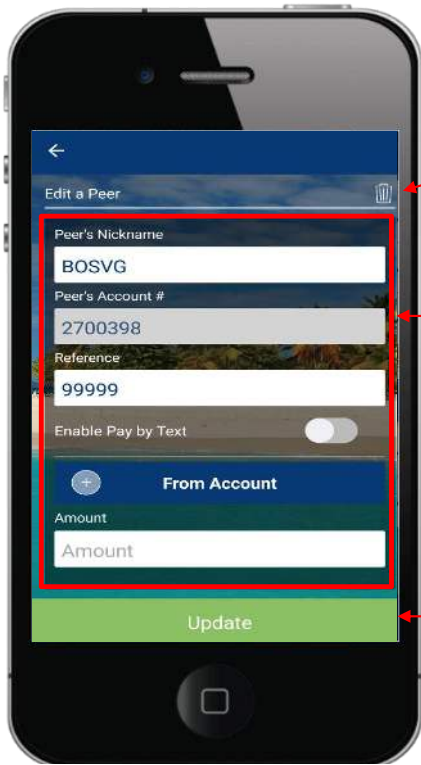 Edit a Peer
Peer's Nickname
BOSVG
Peer's Account #
2700398
Reference
99999
Enable Pay by Text
From Account
Amount
Amount
Update